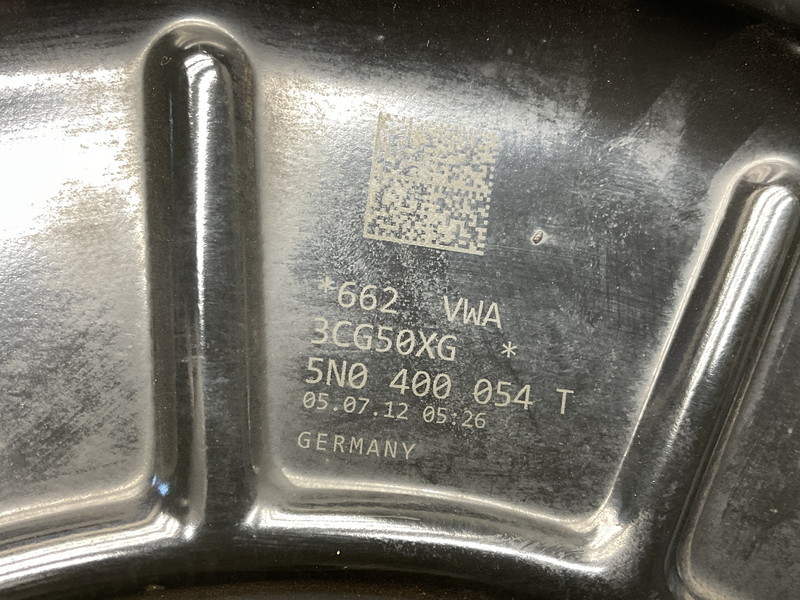 *662 VWA
3CG50XG *
5N0 400 054 T
05.07.12 05:26
GERMANY